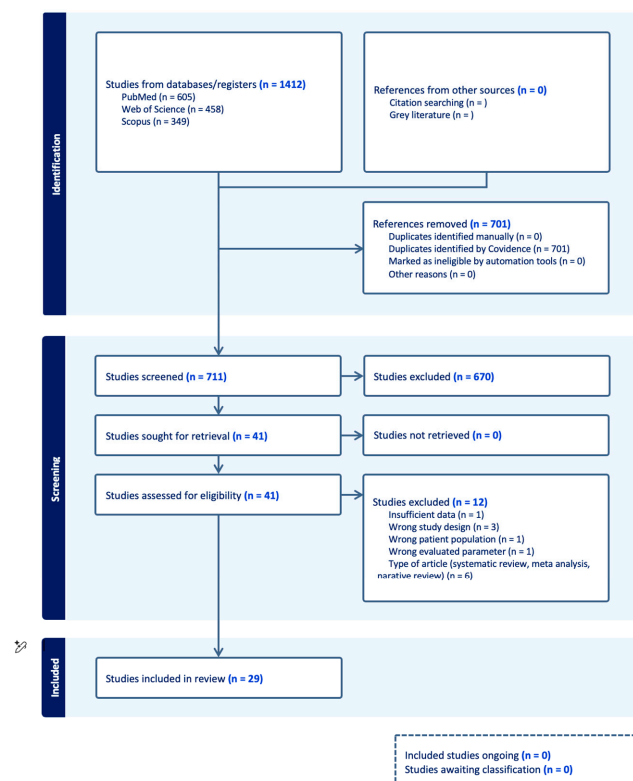 Identification
Studies from databases/registers (n = 1412)
PubMed (n = 605)
Web of Science (n = 458)
Scopus (n = 349)
References from other sources (n = 0)
Citation searching (n = )
Grey literature (n = )
References removed (n = 701)
Duplicates identified manually (n = 0)
Duplicates identified by Covidence (n = 701)
Marked as ineligible by automation tools (n = 0)
Other reasons (n = 0)
Screening
Studies screened (n = 711)
Studies excluded (n = 670)
Studies sought for retrieval (n = 41)
Studies not retrieved (n = 0)
Studies assessed for eligibility (n = 41)
Studies excluded (n = 12)
Insufficient data (n = 1)
Wrong study design (n = 3)
Wrong patient population (n = 1)
Wrong evaluated parameter (n = 1)
Type of article (systematic review, meta analysis,
narative review) (n = 6)
Included
Studies included in review (n = 29)
Included studies ongoing (n = 0)
Studies awaiting classification (n = 0)